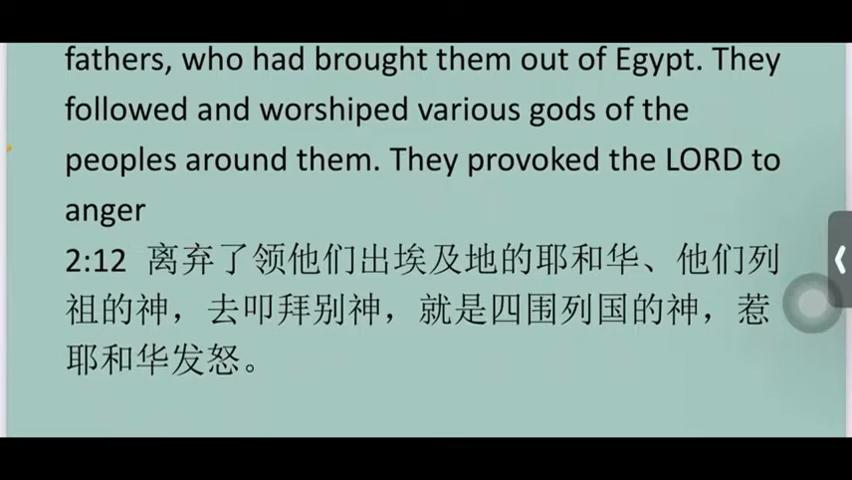 fathers, who had brought them out of Egypt. They
followed and worshiped various gods of the
peoples around them. They provoked the LORD to
anger
2:12 离弃了领他们出埃及地的耶和华、他们列
祖的神，去叩拜别神，就是四围列国的神，惹
耶和华发怒。